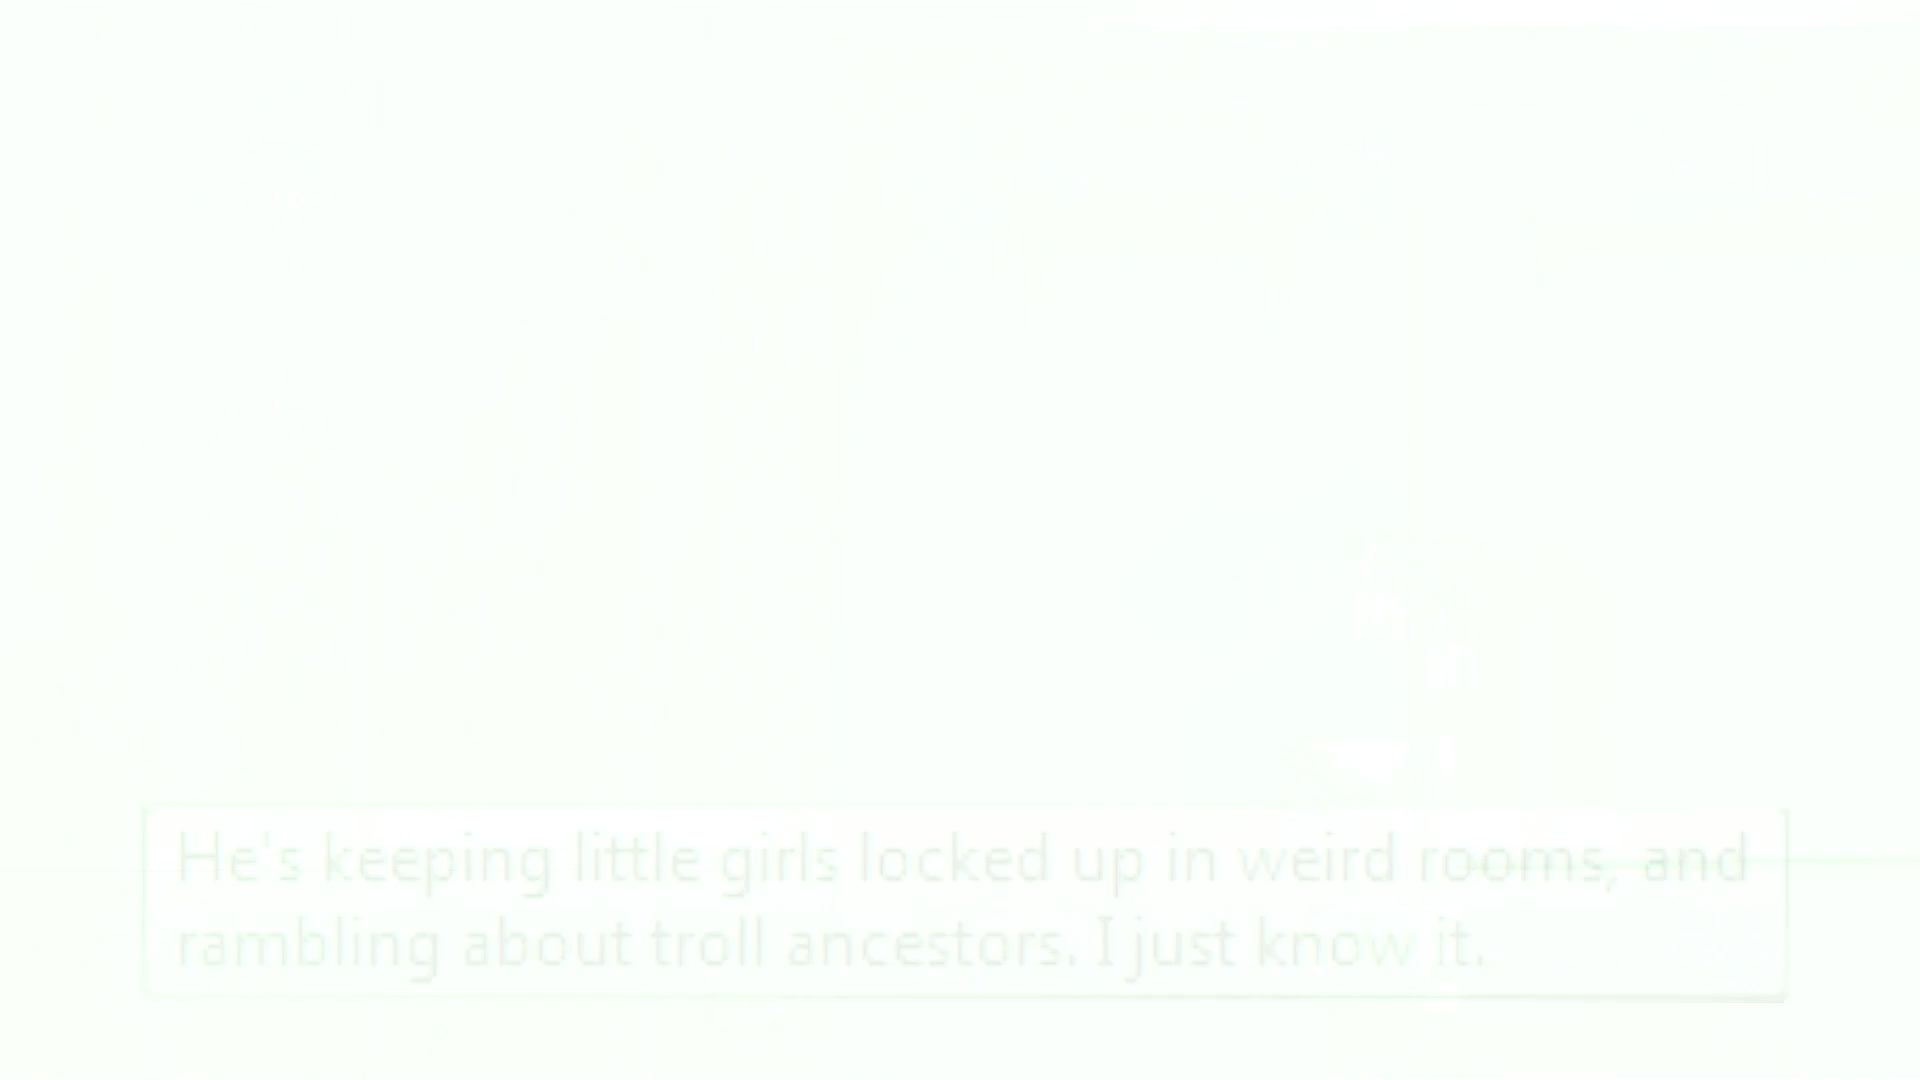 He's keeping little girls locked up in weird rooms, and
rambling about troll ancestors. I just know it.